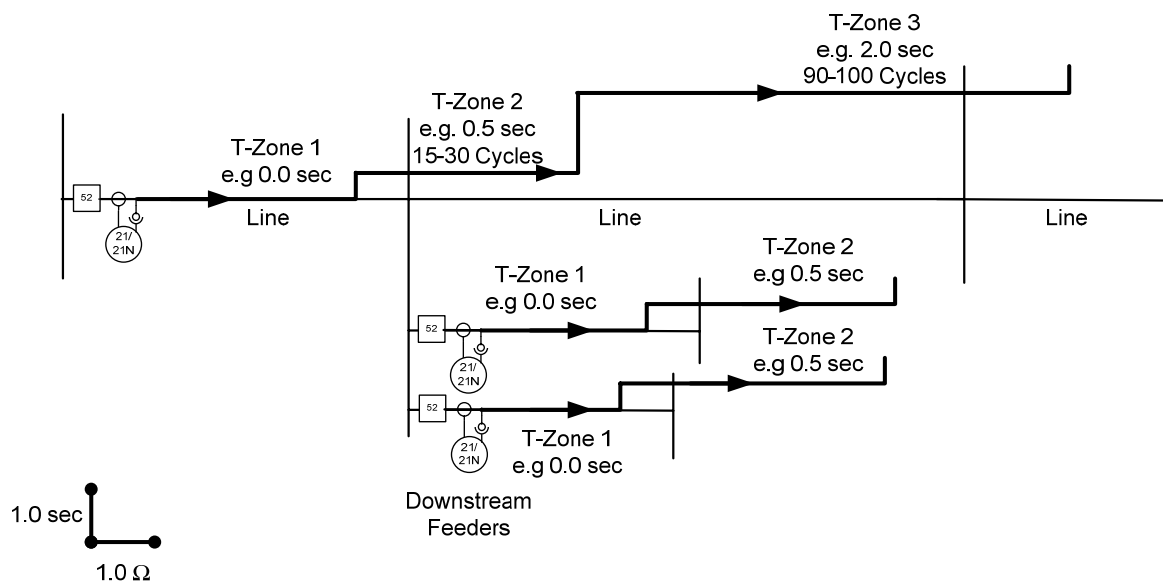 T-Zone 3
e.g. 2.0 sec
90-100 Cycles
T-Zone 2
e.g. 0.5 sec
15-30 Cycles
T-Zone 1
e.g 0.0 sec
52
21/
21N
Line
Line
Line
T-Zone 1
e.g 0.0 sec
T-Zone 2
e.g 0.5 sec
52
21/
21N
T-Zone 2
e.g 0.5 sec
52
21/
21N
T-Zone 1
e.g 0.0 sec
Downstream
Feeders
1.0 sec
1.0 Ω